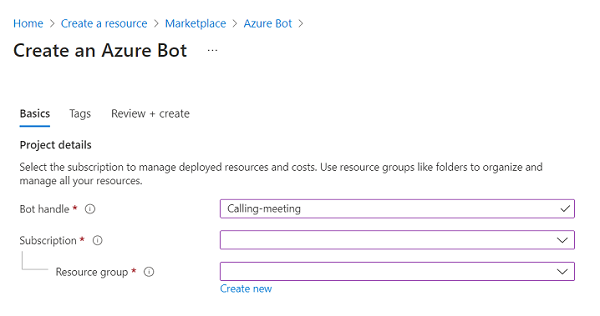 Home > Create a resource > Marketplace > Azure Bot >
Create an Azure Bot ...
Basics Tags Review + create
Project details
Select the subscription to manage deployed resources and costs. Use resource groups like folders to organize and
manage all your resources.
Bot handle * Calling-meeting
Subscription *
Resource group *
Create new